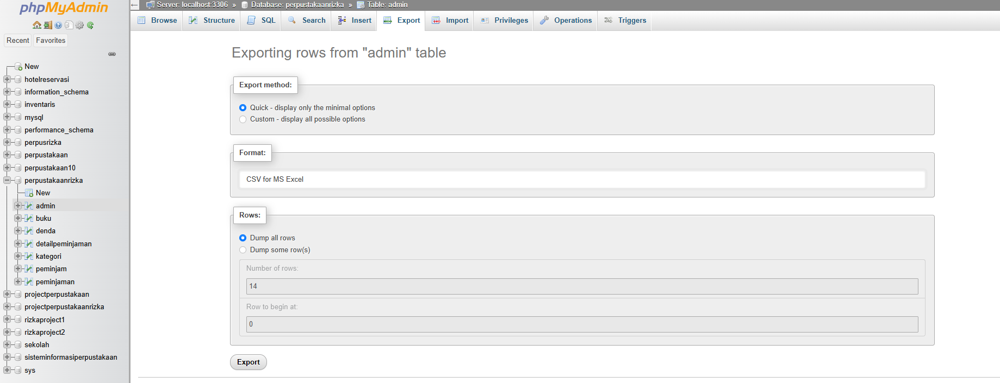 phpMyAdmin
Recent Favorites
New
hotelreservasi
information_schema
inventaris
mysql
performance_schema
perpusrizka
perpustakaan
perpustakaan10
perpustakaanrizka
New
admin
buku
denda
detailpeminjaman
kategori
peminjam
peminjaman
projectperpustakaan
projectperpustakaanrizka
rizkaproject1
rizkaproject2
sekolah
sisteminformasiperpustakaan
sys
Server: localhost:3306 » Database: perpustakaanrizka » Table: admin
Browse Structure SQL Search Insert Export Import Privileges Operations Triggers
Exporting rows from "admin" table
Export method:
Quick - display only the minimal options
Custom - display all possible options
Format:
CSV for MS Excel
Rows:
Dump all rows
Dump some row(s)
Number of rows:
14
Row to begin at:
0
Export